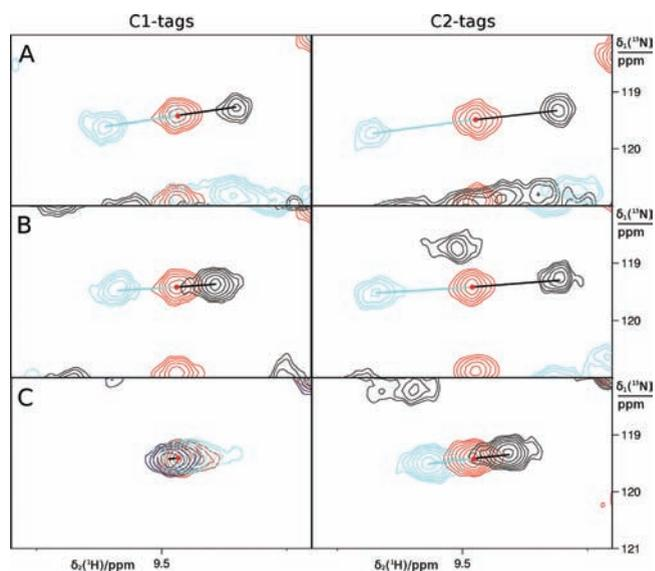 C1-tags C2-tags
A
δ₁(¹⁵N)
ppm
119
120
B
δ₁(¹⁵N)
ppm
119
120
C
δ₁(¹⁵N)
ppm
119
120
121
δ₂(¹H)/ppm 9.5 δ₂(¹H)/ppm 9.5